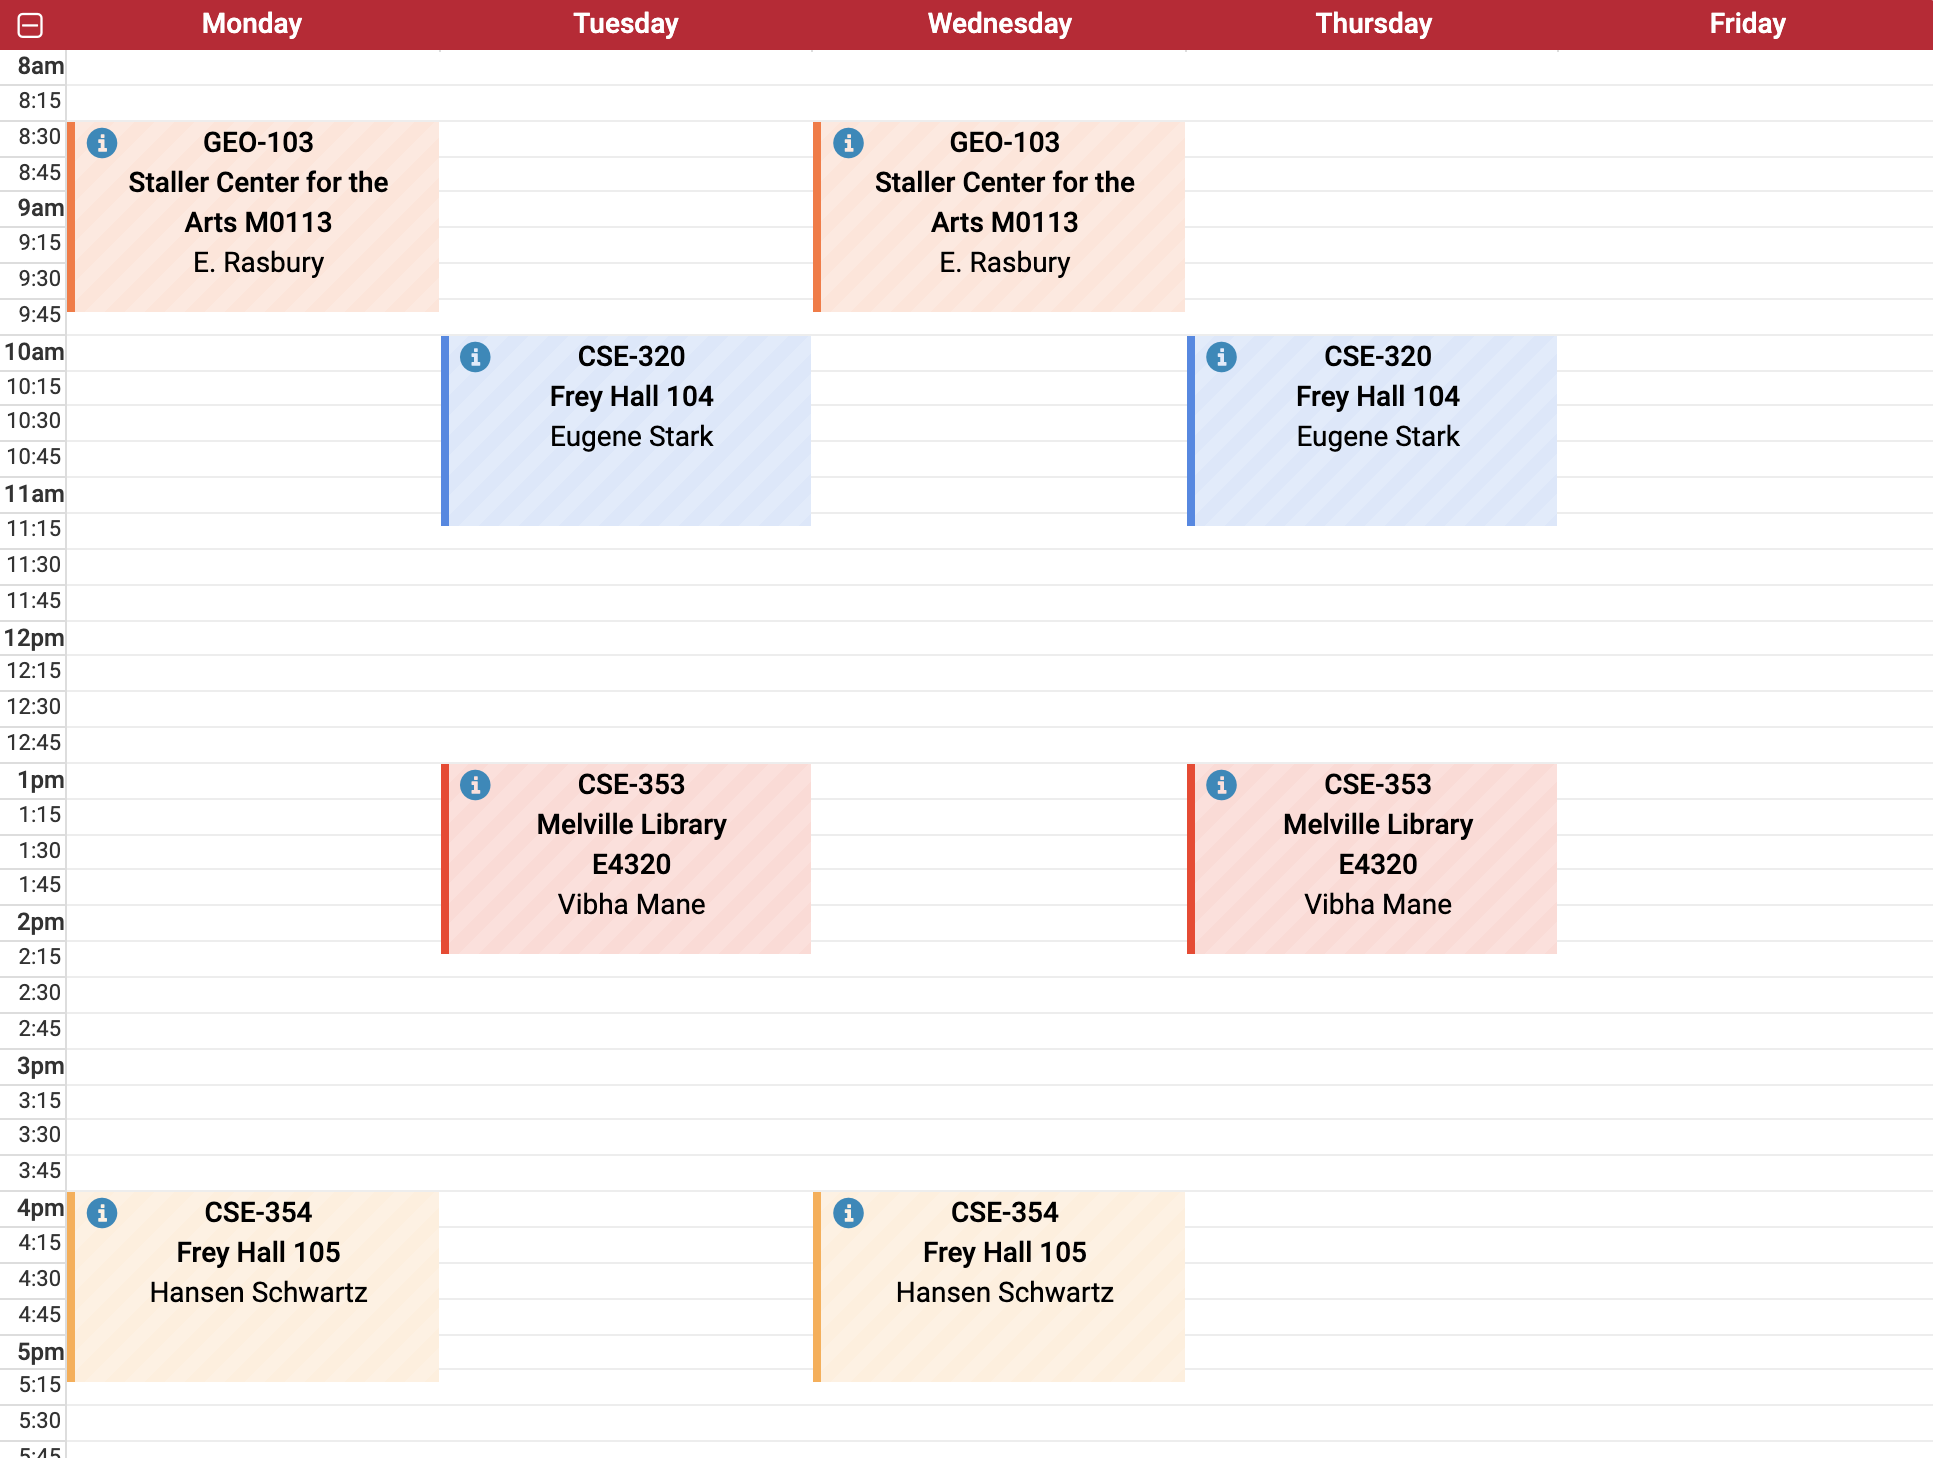 Monday Tuesday Wednesday Thursday Friday
8am
8:15
8:30
8:45
9am
9:15
9:30
9:45
10am
10:15
10:30
10:45
11am
11:15
11:30
11:45
12pm
12:15
12:30
12:45
1pm
1:15
1:30
1:45
2pm
2:15
2:30
2:45
3pm
3:15
3:30
3:45
4pm
4:15
4:30
4:45
5pm
5:15
5:30
5:45
GEO-103
Staller Center for the
Arts M0113
E. Rasbury
CSE-354
Frey Hall 105
Hansen Schwartz
CSE-320
Frey Hall 104
Eugene Stark
CSE-353
Melville Library
E4320
Vibha Mane
GEO-103
Staller Center for the
Arts M0113
E. Rasbury
CSE-354
Frey Hall 105
Hansen Schwartz
CSE-320
Frey Hall 104
Eugene Stark
CSE-353
Melville Library
E4320
Vibha Mane